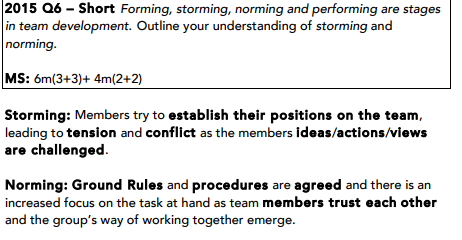 2015 Q6 – Short Forming, storming, norming and performing are stages
in team development. Outline your understanding of storming and
norming.
MS: 6m(3+3)+ 4m(2+2)
Storming: Members try to establish their positions on the team,
leading to tension and conflict as the members ideas/actions/views
are challenged.
Norming: Ground Rules and procedures are agreed and there is an
increased focus on the task at hand as team members trust each other
and the group's way of working together emerge.